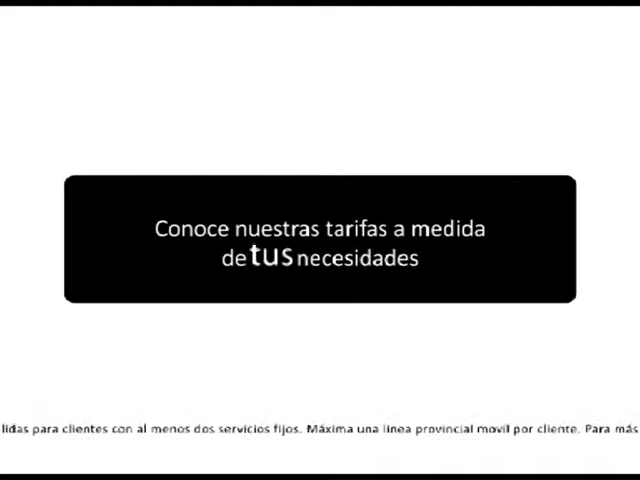 Conoce nuestras tarifas a medida
de tus necesidades
lidas para clientes con al menos dos servicios fijos. Máxima una linea provincial movil por cliente. Para más